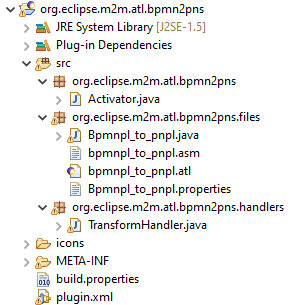 org.eclipse.m2m.atl.bpmn2pns
JRE System Library [J2SE-1.5]
Plug-in Dependencies
src
org.eclipse.m2m.atl.bpmn2pns
Activator.java
org.eclipse.m2m.atl.bpmn2pns.files
Bpmnpl_to_pnpl.java
bpmnpl_to_pnpl.asm
bpmnpl_to_pnpl.atl
Bpmnpl_to_pnpl.properties
org.eclipse.m2m.atl.bpmn2pns.handlers
TransformHandler.java
icons
META-INF
build.properties
plugin.xml